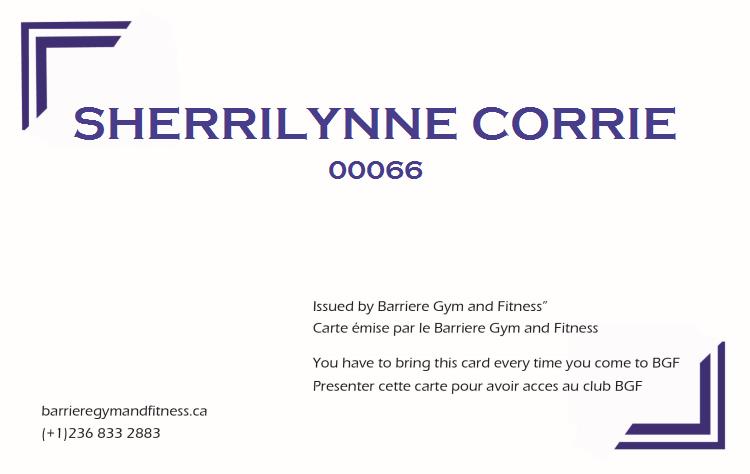 SHERRILYNNE CORRIE
00066
Issued by Barriere Gym and Fitness”
Carte émise par le Barriere Gym and Fitness
You have to bring this card every time you come to BGF
Presenter cette carte pour avoir acces au club BGF
barrieregymandfitness.ca
(+1)236 833 2883